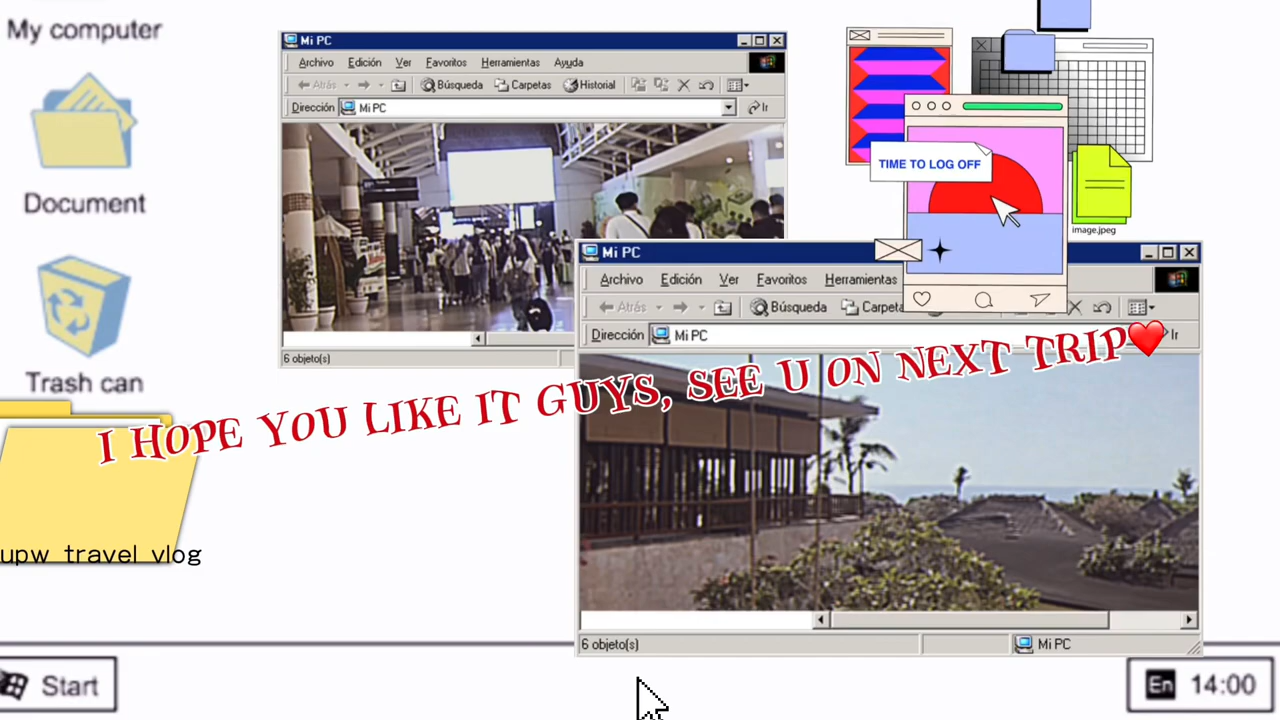 My computer
Document
Trash can
upw travel vlog
Start
Mi PC
Archivo Edición Ver Favoritos Herramientas Ayuda
Atrás Búsqueda Carpetas Historial
Dirección Mi PC Ir
6 objeto(s)
TIME TO LOG OFF
image.jpeg
Mi PC
Archivo Edición Ver Favoritos Herramientas
Atrás Búsqueda Carpeta
Dirección Mi PC Ir
I HOPE YOU LIKE IT GUYS, SEE U ON NEXT TRIP
6 objeto(s) Mi PC
En 14:00